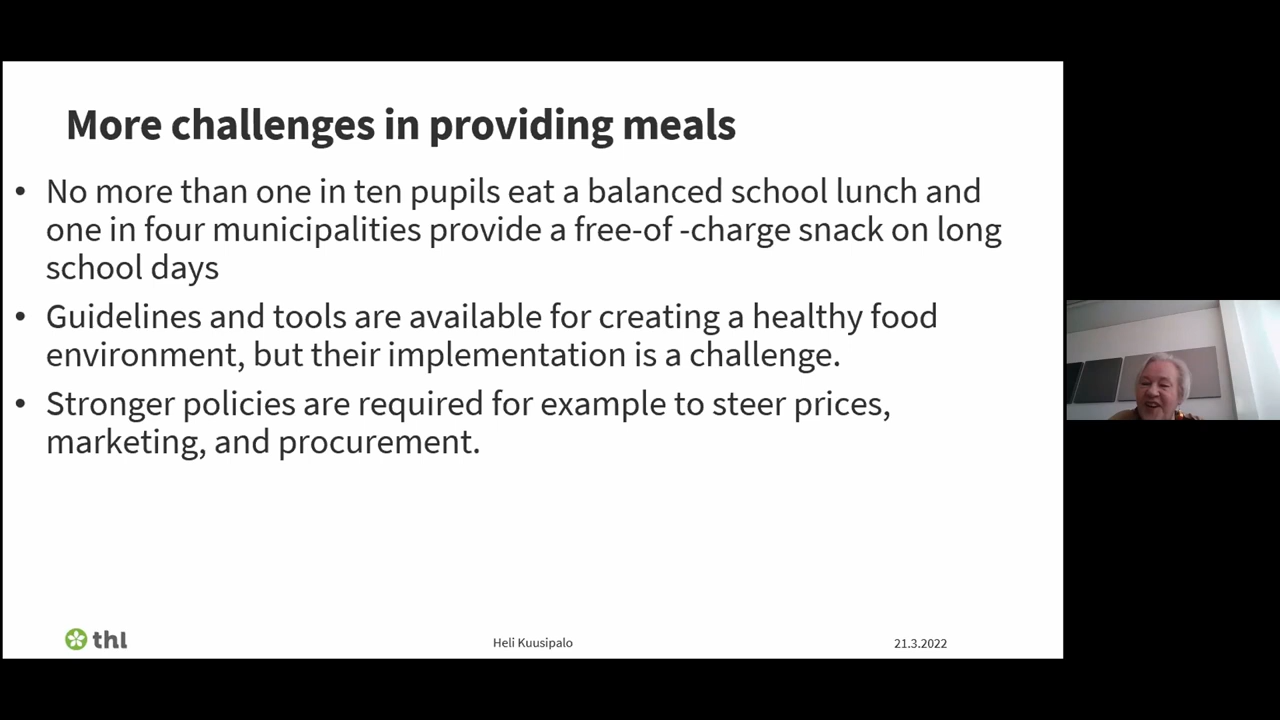 More challenges in providing meals
• No more than one in ten pupils eat a balanced school lunch and
one in four municipalities provide a free-of -charge snack on long
school days
• Guidelines and tools are available for creating a healthy food
environment, but their implementation is a challenge.
• Stronger policies are required for example to steer prices,
marketing, and procurement.
thl
Heli Kuusipalo
21.3.2022